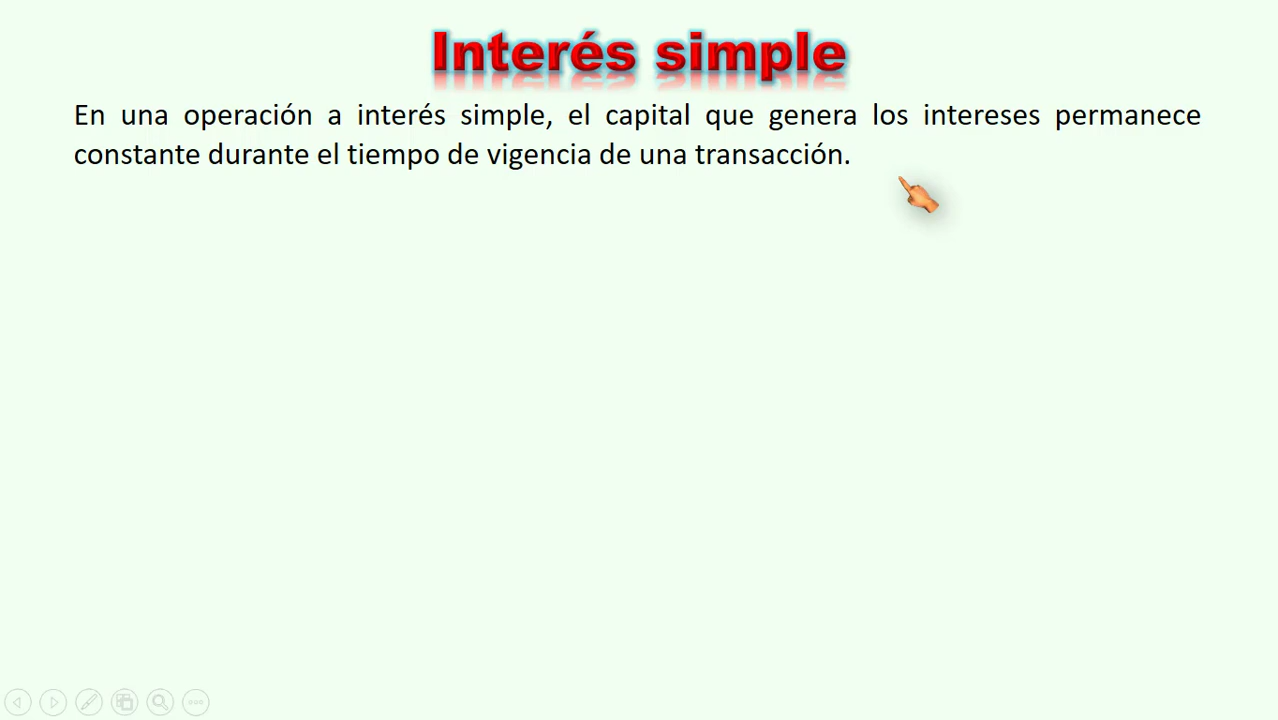 Interés simple
En una operación a interés simple, el capital que genera los intereses permanece
constante durante el tiempo de vigencia de una transacción.